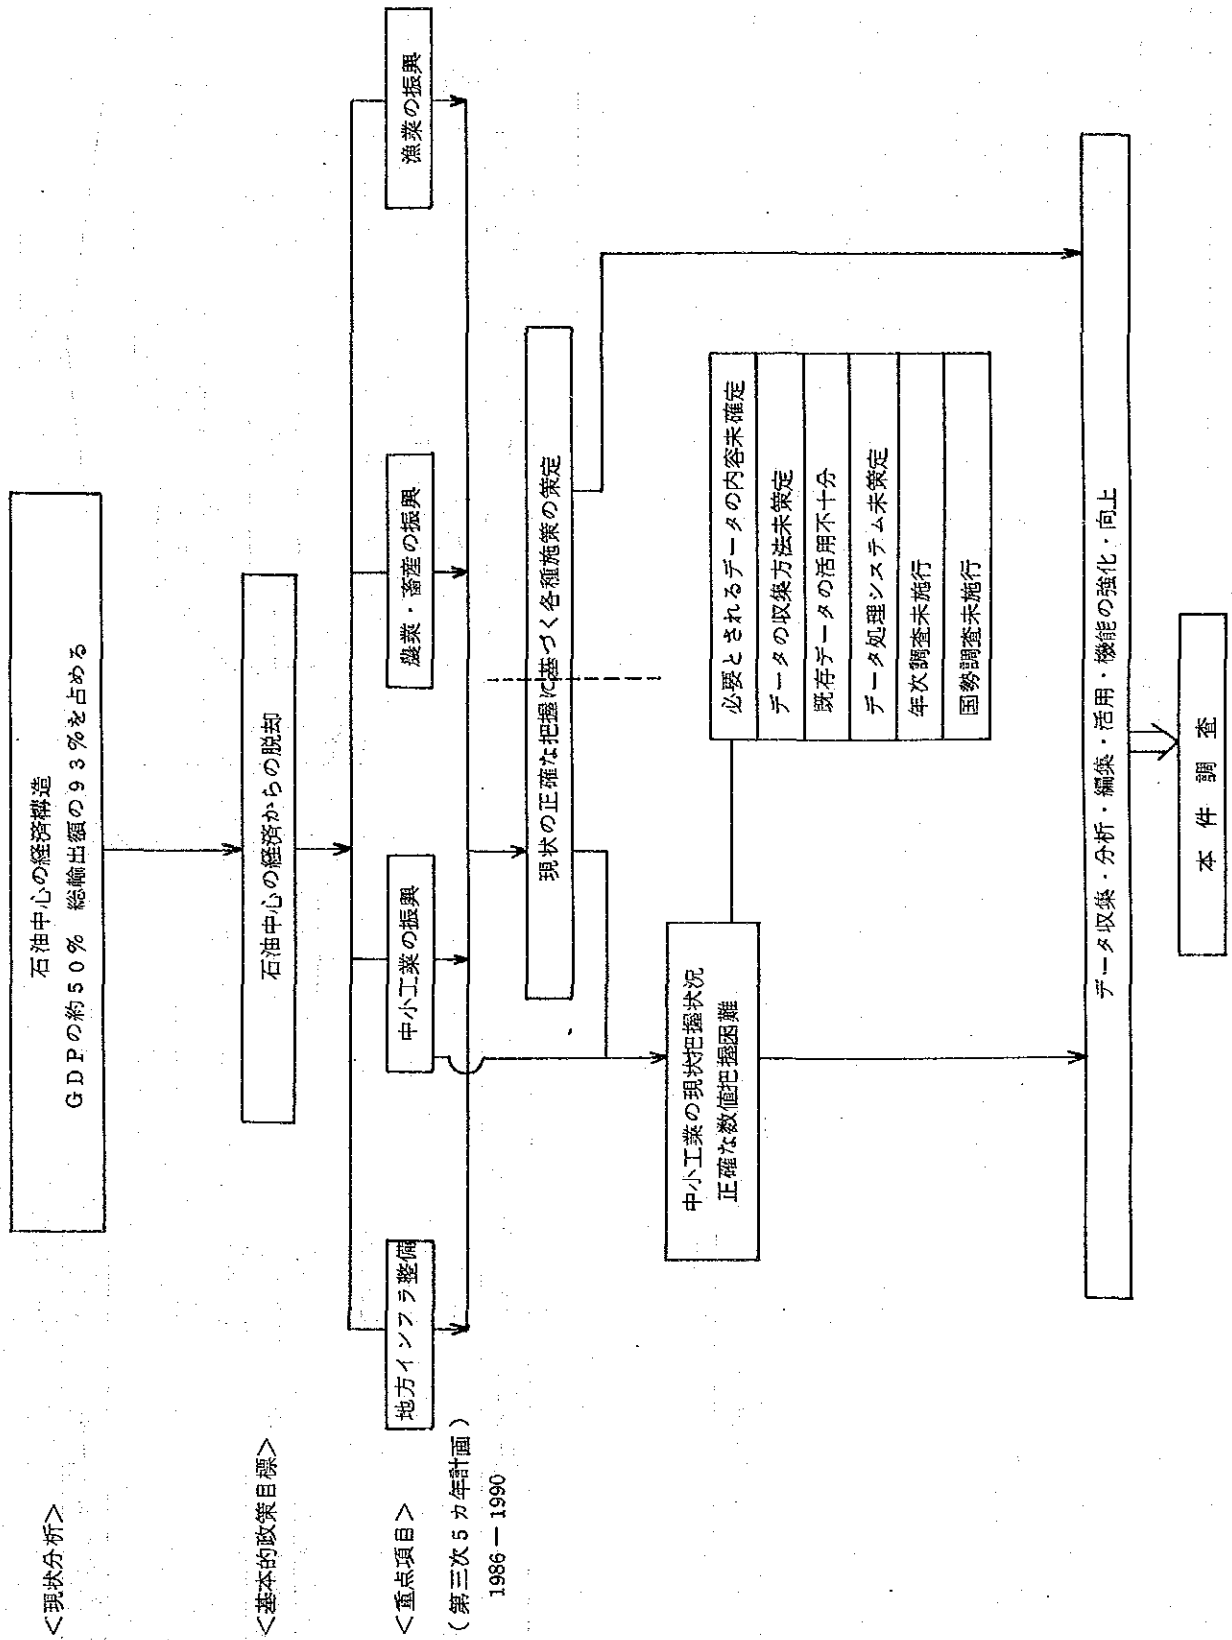 <現状分析>
石油中心の経済構造
GDPの約50% 総輸出額の93%を占める
<基本的政策目標>
石油中心の経済からの脱却
<重点項目>
(第三次5カ年計画)
1986-1990
地方インフラ整備
中小工業の振興
農業・畜産の振興
漁業の振興
現状の正確な把握に基づく各種施策の策定
中小工業の現状把握状況
正確な数値把握困難
必要とされるデータの内容未確定
データの収集方法未策定
既存データの活用不十分
データ処理システム未策定
年次調査未施行
国勢調査未施行
データ収集・分析・編集・活用・機能の強化・向上
本件調査